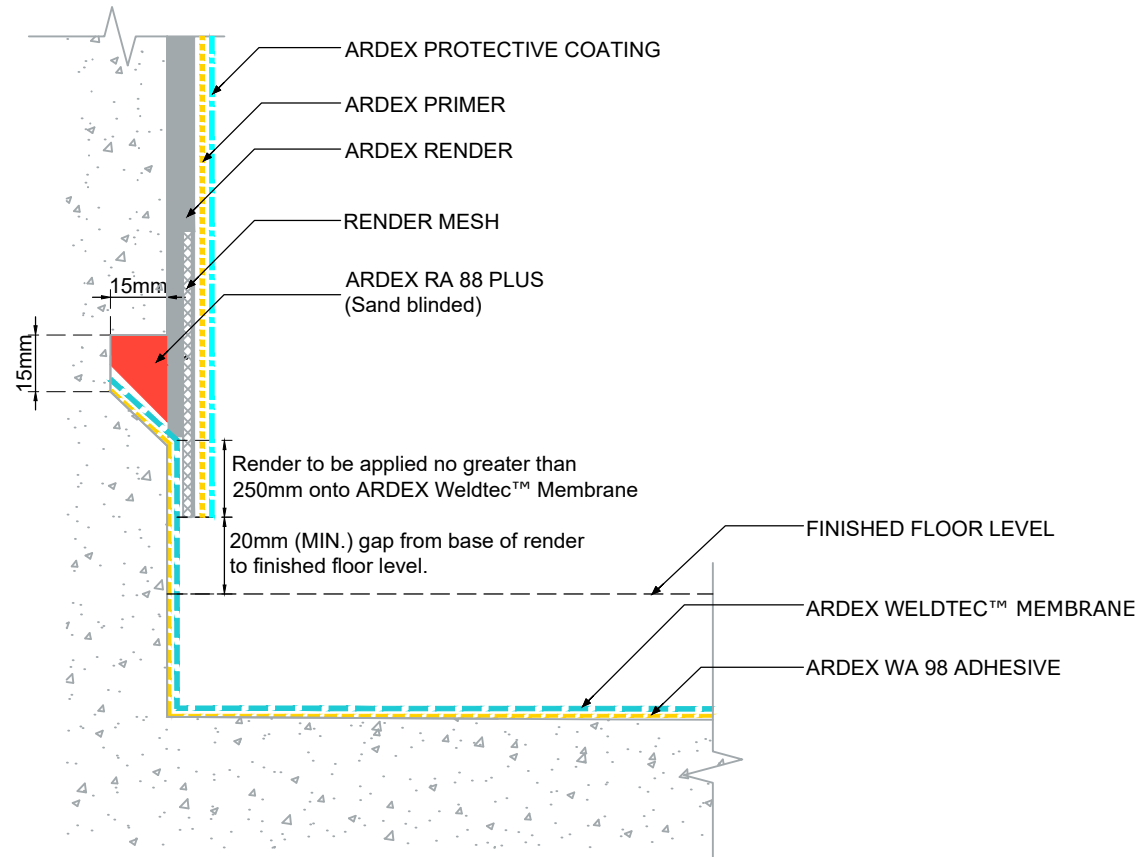 ARDEX PROTECTIVE COATING
ARDEX PRIMER
ARDEX RENDER
RENDER MESH
ARDEX RA 88 PLUS
(Sand blinded)
15mm
15mm
Render to be applied no greater than
250mm onto ARDEX Weldtec™ Membrane
20mm (MIN.) gap from base of render
to finished floor level.
FINISHED FLOOR LEVEL
ARDEX WELDTEC™ MEMBRANE
ARDEX WA 98 ADHESIVE